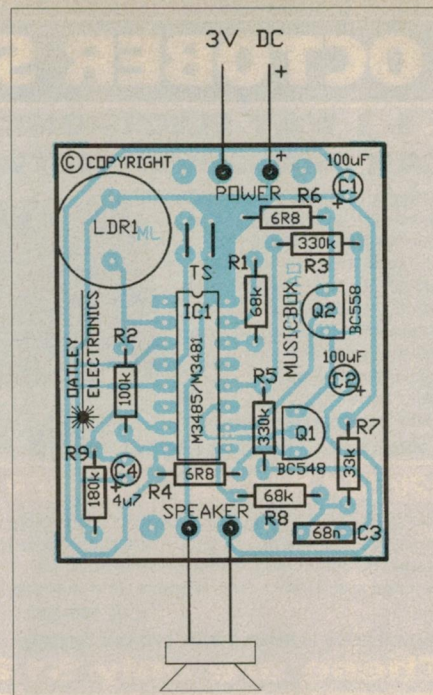 OCTOBER S
3V DC
+
+
© COPYRIGHT
100uF
C1
+
POWER
R6
6R8
LDR1
ML
330k
R3
TS
R1
68k
IC1
M3485/M3481
MUSICBOX
Q2
BC558
R2
100k
100uF
C2
+
OATLEY
ELECTRONICS
R5
330k
Q1
BC548
R7
33k
R9
180k
C4
+
4u7
R4
6R8
68k
R8
SPEAKER
68n
C3